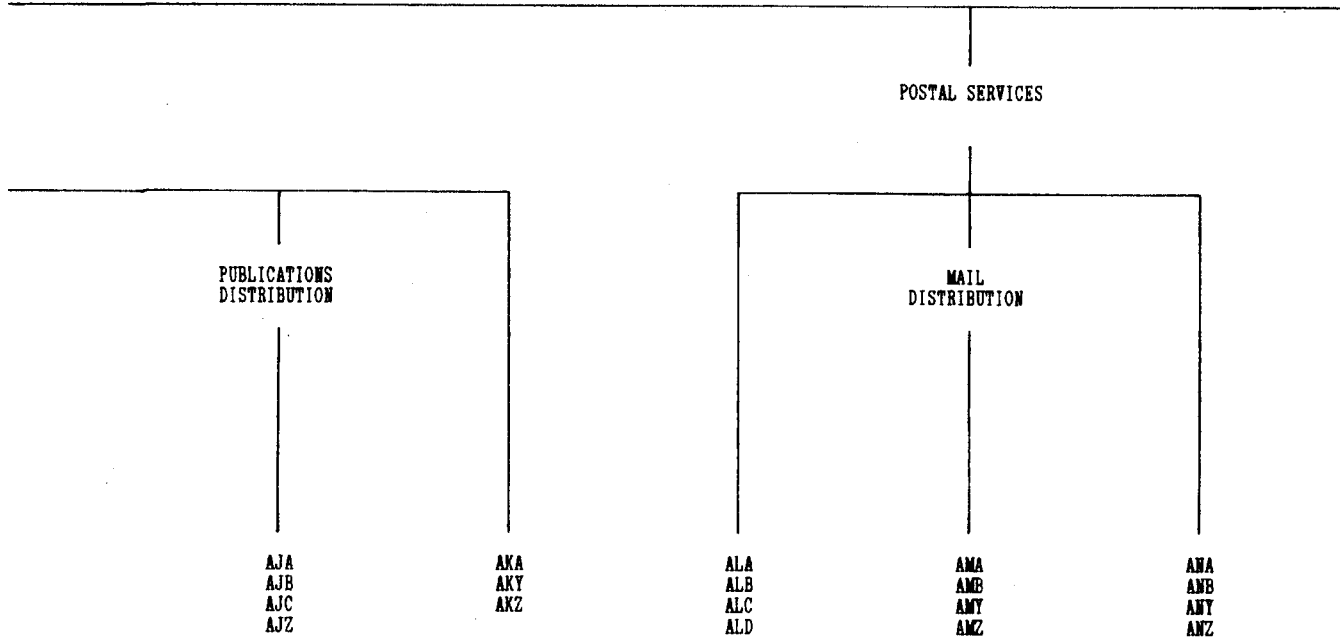 POSTAL SERVICES
PUBLICATIONS
DISTRIBUTION
MAIL
DISTRIBUTION
AJA
AJB
AJC
AJZ
AKA
AKY
AKZ
ALA
ALB
ALC
ALD
AMA
AMB
AMY
AMZ
ANA
ANB
ANY
ANZ